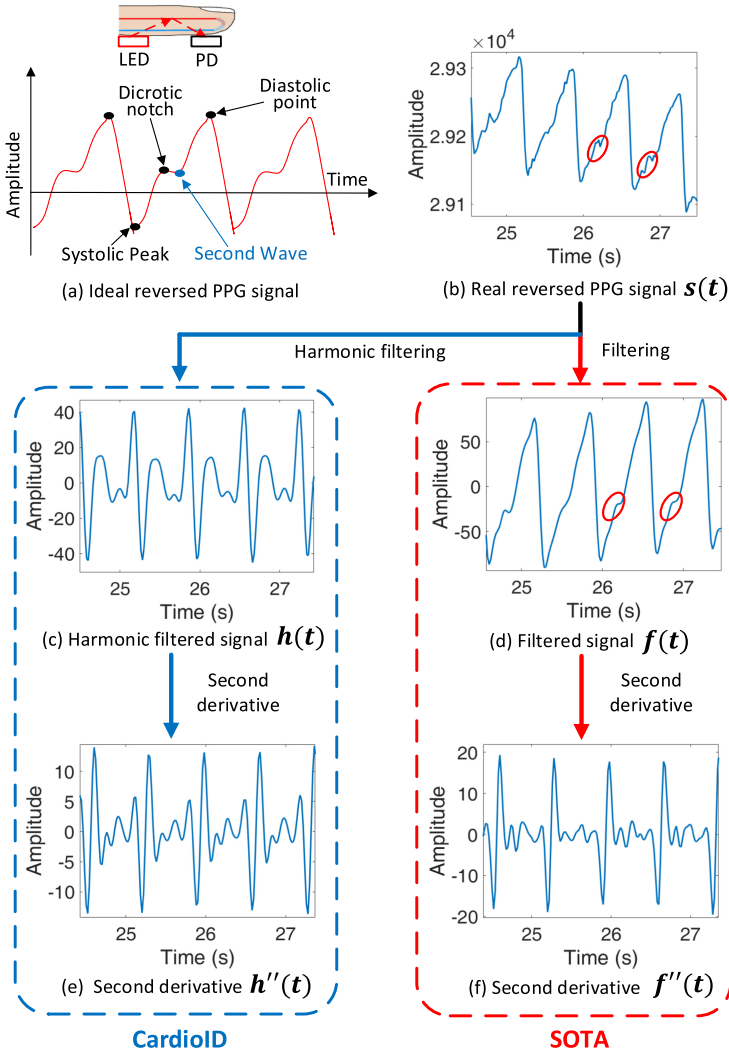 LED
PD
Dicrotic
notch
Diastolic
point
Amplitude
Time
Systolic Peak
Second Wave
(a) Ideal reversed PPG signal
×10⁴
2.93
2.92
2.91
Amplitude
25
26
27
Time (s)
(b) Real reversed PPG signal s(t)
Harmonic filtering
Filtering
40
20
0
-20
-40
Amplitude
25
26
27
Time (s)
(c) Harmonic filtered signal h(t)
50
0
-50
Amplitude
25
26
27
Time (s)
(d) Filtered signal f(t)
Second
derivative
Second
derivative
10
5
0
-5
-10
Amplitude
25
26
27
Time (s)
(e) Second derivative h′′(t)
20
10
0
-10
-20
Amplitude
25
26
27
Time (s)
(f) Second derivative f′′(t)
CardioID
SOTA